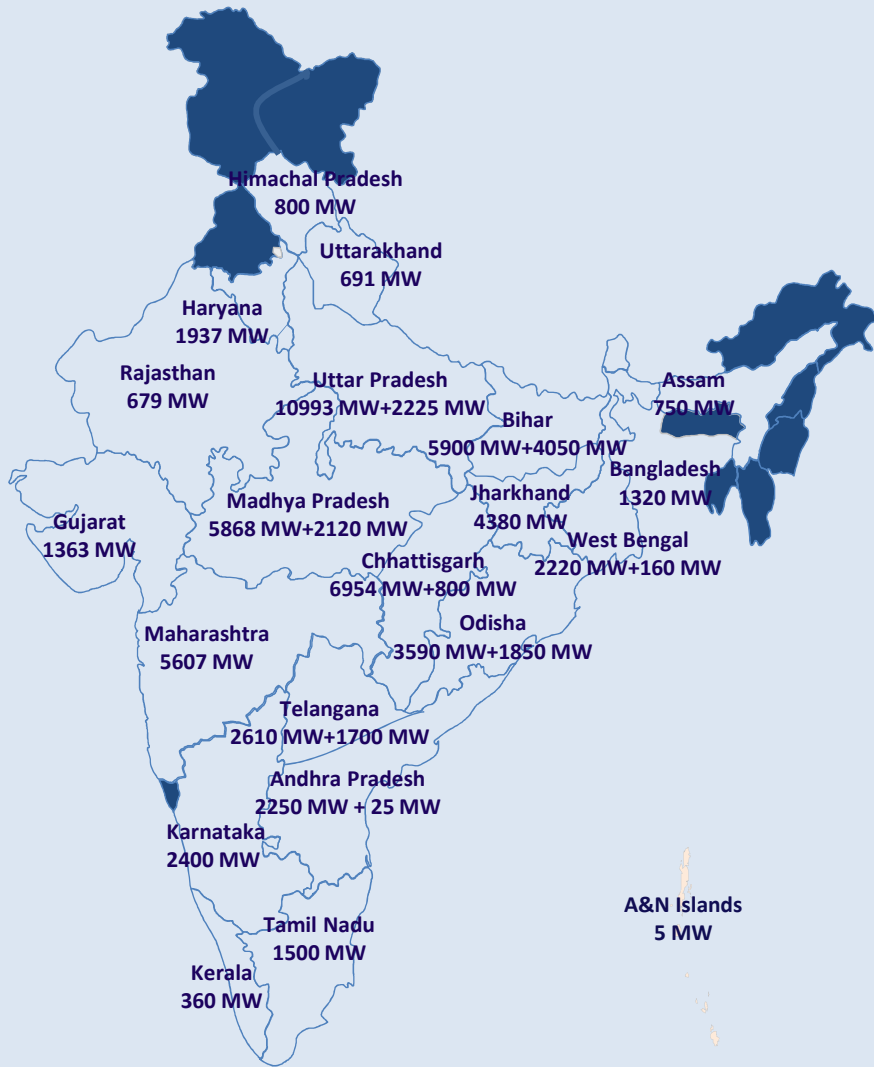 Himachal Pradesh
800 MW
Uttarakhand
691 MW
Haryana
1937 MW
Rajasthan
679 MW
Uttar Pradesh
10993 MW+2225 MW
Assam
750 MW
Bihar
5900 MW+4050 MW
Bangladesh
1320 MW
Jharkhand
4380 MW
Madhya Pradesh
5868 MW+2120 MW
Gujarat
1363 MW
West Bengal
2220 MW+160 MW
Chhattisgarh
6954 MW+800 MW
Odisha
3590 MW+1850 MW
Maharashtra
5607 MW
Telangana
2610 MW+1700 MW
Andhra Pradesh
2250 MW + 25 MW
Karnataka
2400 MW
A&N Islands
5 MW
Tamil Nadu
1500 MW
Kerala
360 MW